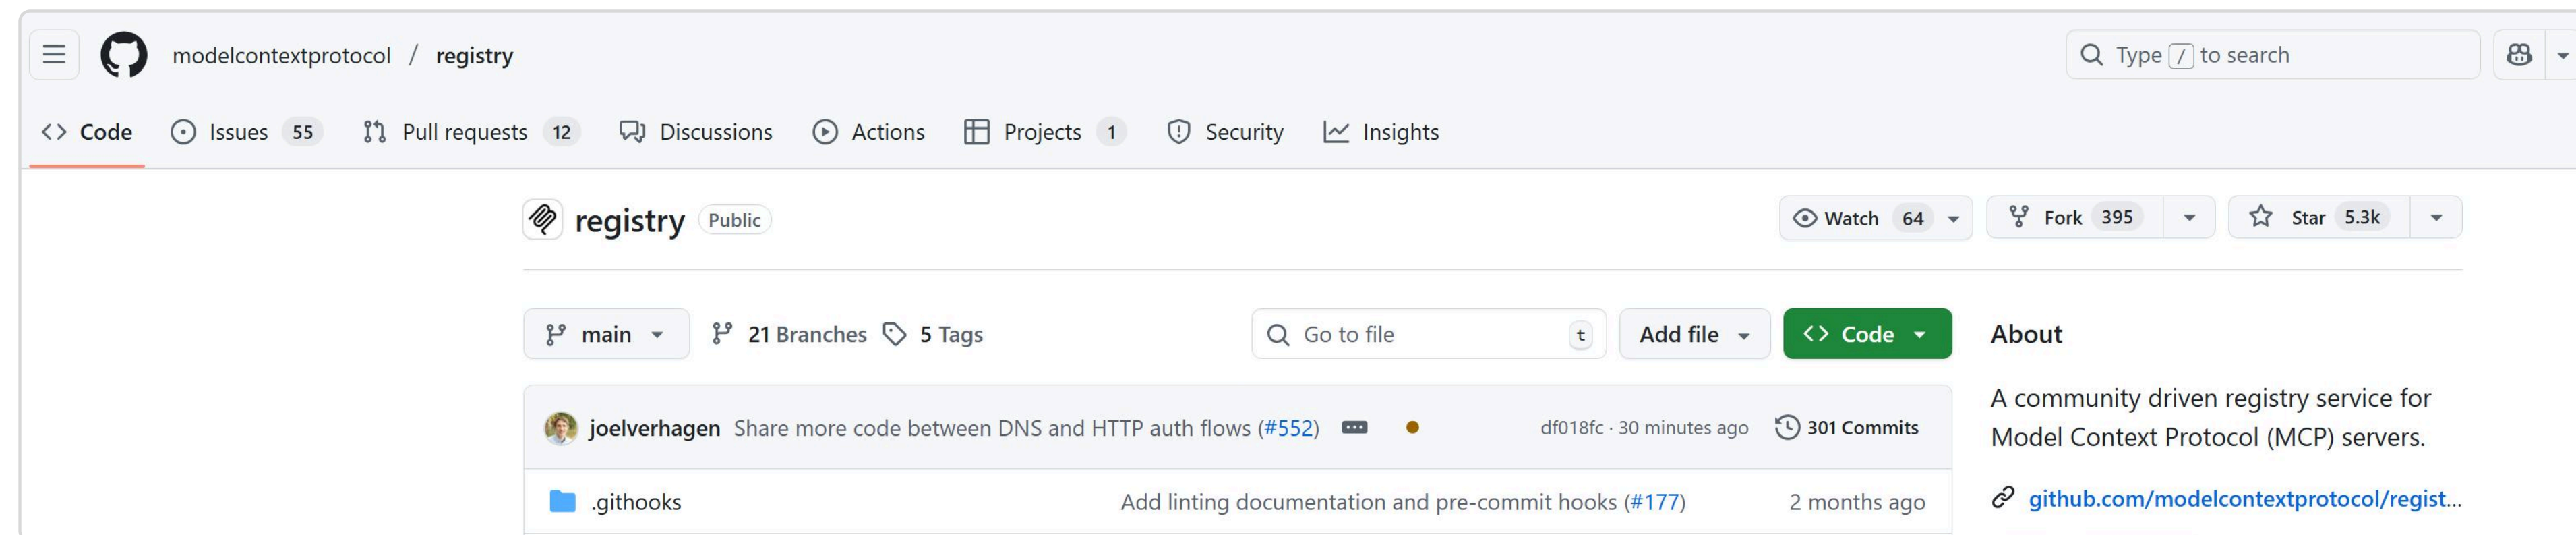 modelcontextprotocol / registry
Type / to search
Code Issues 55 Pull requests 12 Discussions Actions Projects 1 Security Insights
registry Public
Watch 64 Fork 395 Star 5.3k
main 21 Branches 5 Tags
Go to file t Add file Code
joelverhagen Share more code between DNS and HTTP auth flows (#552) df018fc · 30 minutes ago 301 Commits
.githooks Add linting documentation and pre-commit hooks (#177) 2 months ago
About
A community driven registry service for
Model Context Protocol (MCP) servers.
github.com/modelcontextprotocol/regist...